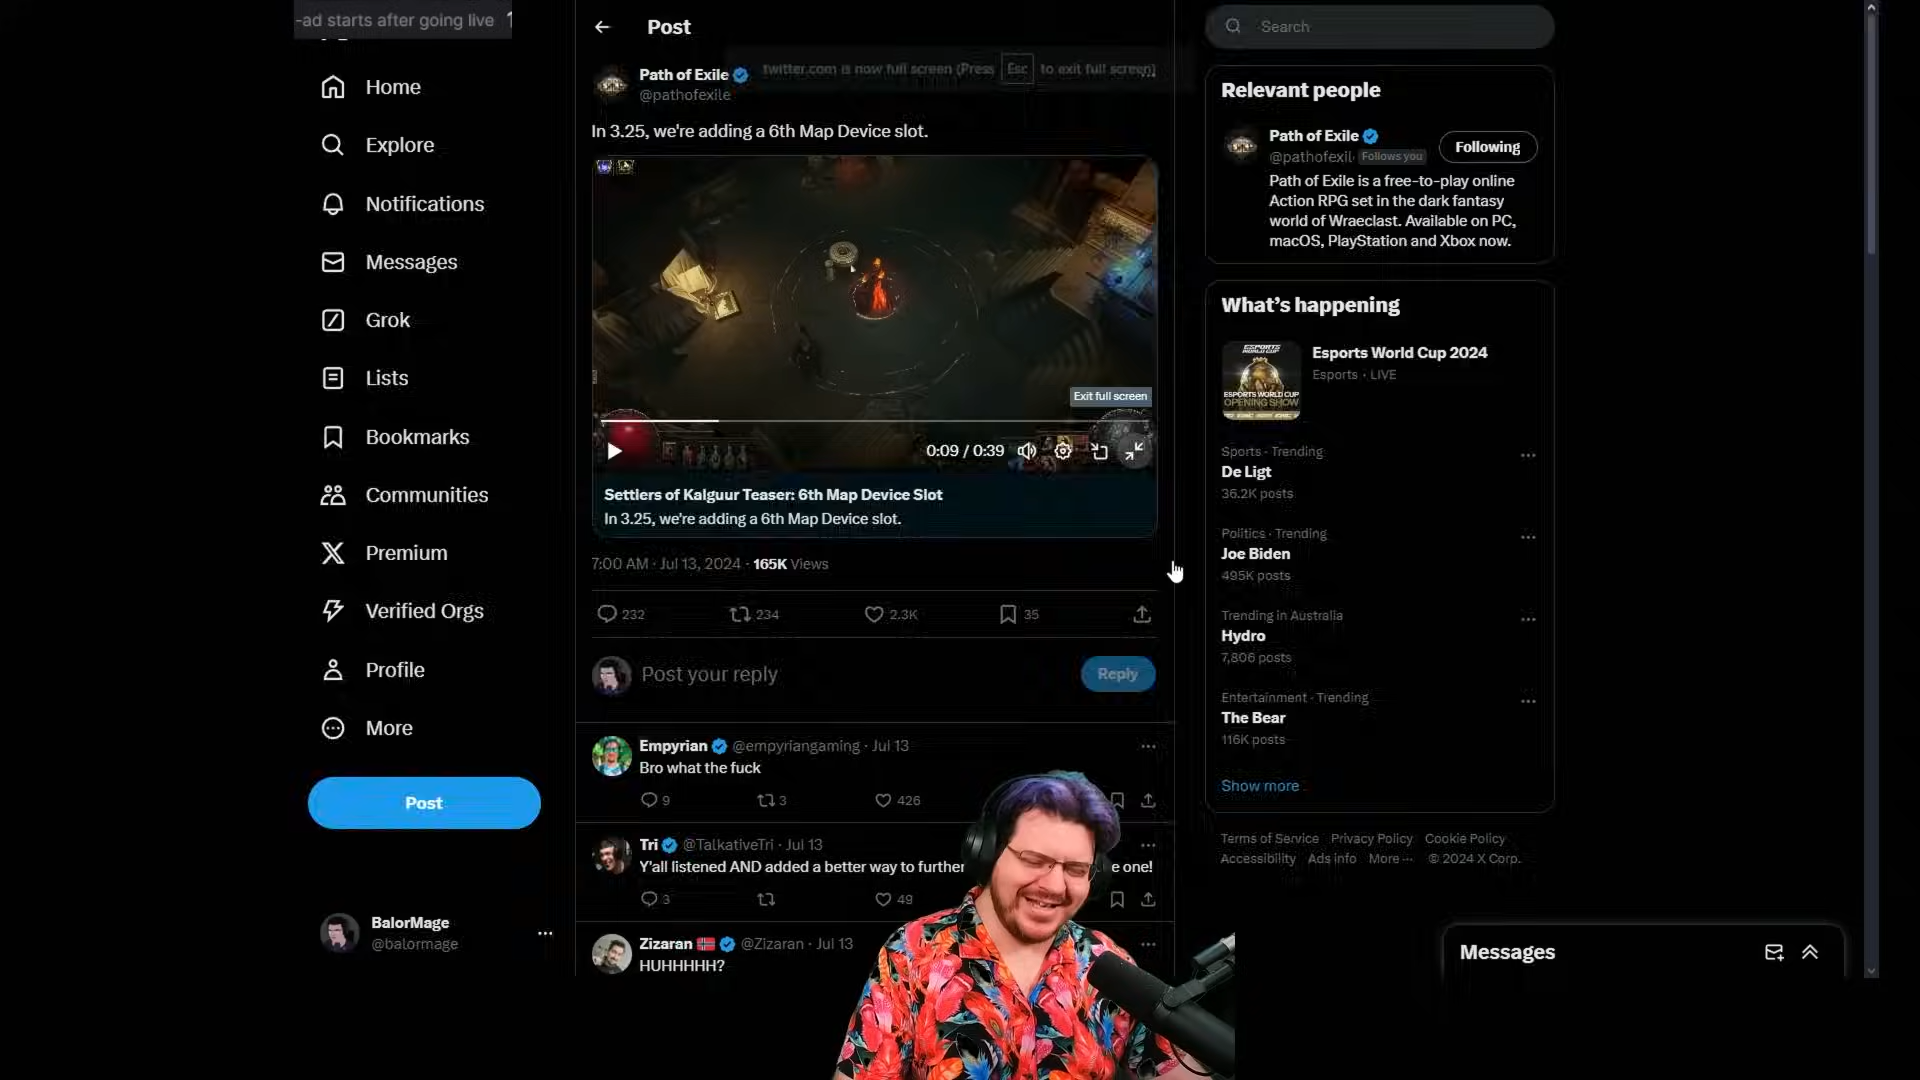 -ad starts after going live
Home
Explore
Notifications
Messages
Grok
Lists
Bookmarks
Communities
Premium
Verified Orgs
Profile
More
Post
BalorMage
@balormage
Post
Path of Exile
@pathofexile
twitter.com is now full screen (Press Esc to exit full screen)
In 3.25, we're adding a 6th Map Device slot.
Exit full screen
0:09 / 0:39
Settlers of Kalguur Teaser: 6th Map Device Slot
In 3.25, we're adding a 6th Map Device slot.
7:00 AM · Jul 13, 2024 · 165K Views
232 234 2.3K 35
Post your reply
Reply
Empyrian @empyriangaming · Jul 13
Bro what the fuck
9 3 426
Tri @TalkativeTri · Jul 13
Y'all listened AND added a better way to further e one!
3 49
Zizaran @Zizaran · Jul 13
HUHHHHH?
Search
Relevant people
Path of Exile
@pathofexil Follows you
Following
Path of Exile is a free-to-play online
Action RPG set in the dark fantasy
world of Wraeclast. Available on PC,
macOS, PlayStation and Xbox now.
What's happening
ESPORTS
WORLD CUP
ESPORTS WORLD CUP
OPENING SHOW
Esports World Cup 2024
Esports · LIVE
Sports · Trending
De Ligt
36.2K posts
Politics · Trending
Joe Biden
495K posts
Trending in Australia
Hydro
7,806 posts
Entertainment · Trending
The Bear
116K posts
Show more
Terms of Service Privacy Policy Cookie Policy
Accessibility Ads info More ··· © 2024 X Corp.
Messages